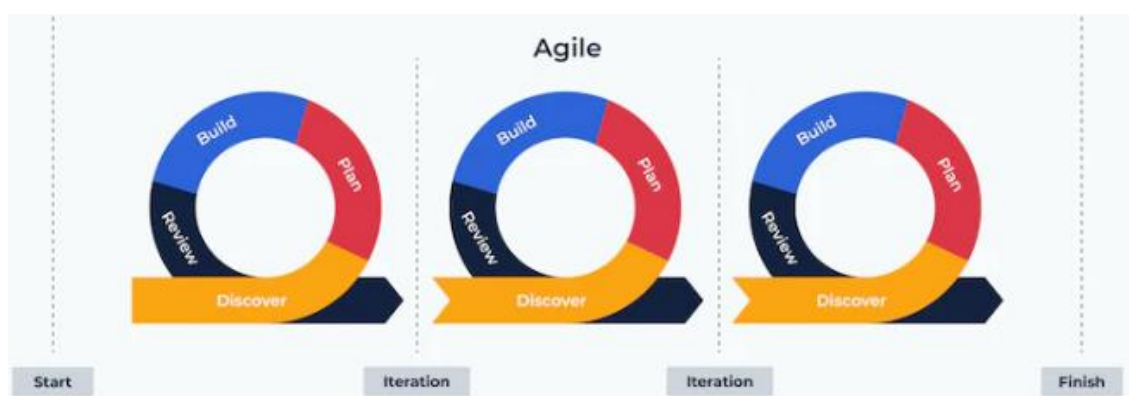 Agile
Build
Plan
Review
Discover
Build
Plan
Review
Discover
Build
Plan
Review
Discover
Start
Iteration
Iteration
Finish